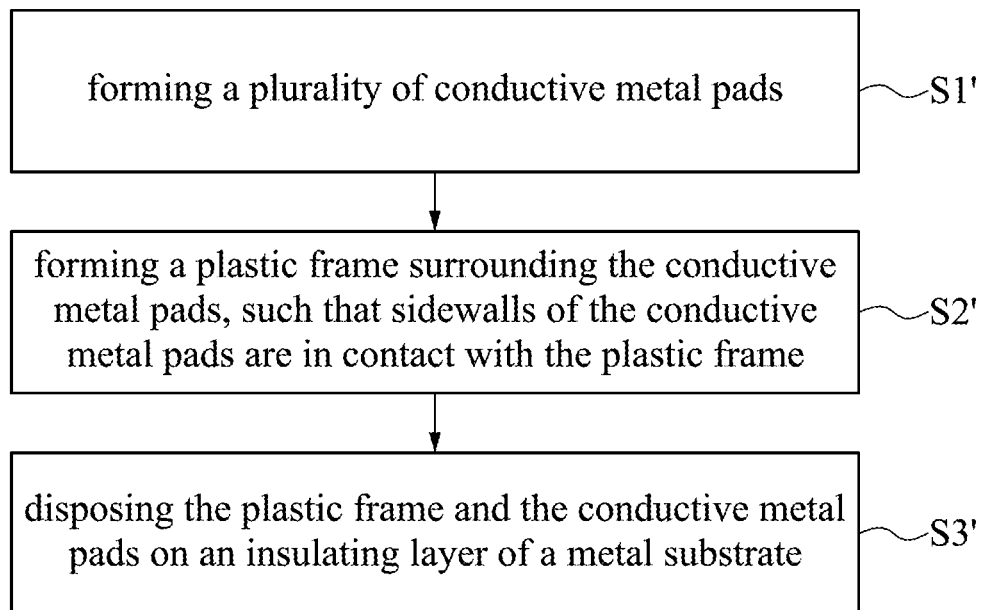 forming a plurality of conductive metal pads
S1'
forming a plastic frame surrounding the conductive
metal pads, such that sidewalls of the conductive
metal pads are in contact with the plastic frame
S2'
disposing the plastic frame and the conductive metal
pads on an insulating layer of a metal substrate
S3'